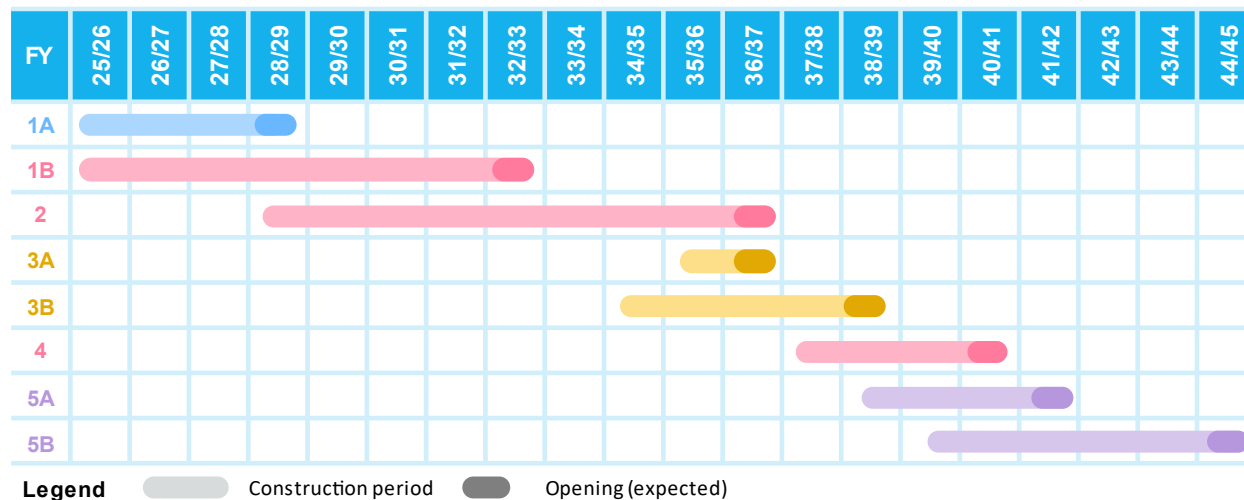 FY 25/26 26/27 27/28 28/29 29/30 30/31 31/32 32/33 33/34 34/35 35/36 36/37 37/38 38/39 39/40 40/41 41/42 42/43 43/44 44/45
1A
1B
2
3A
3B
4
5A
5B
Legend Construction period Opening (expected)